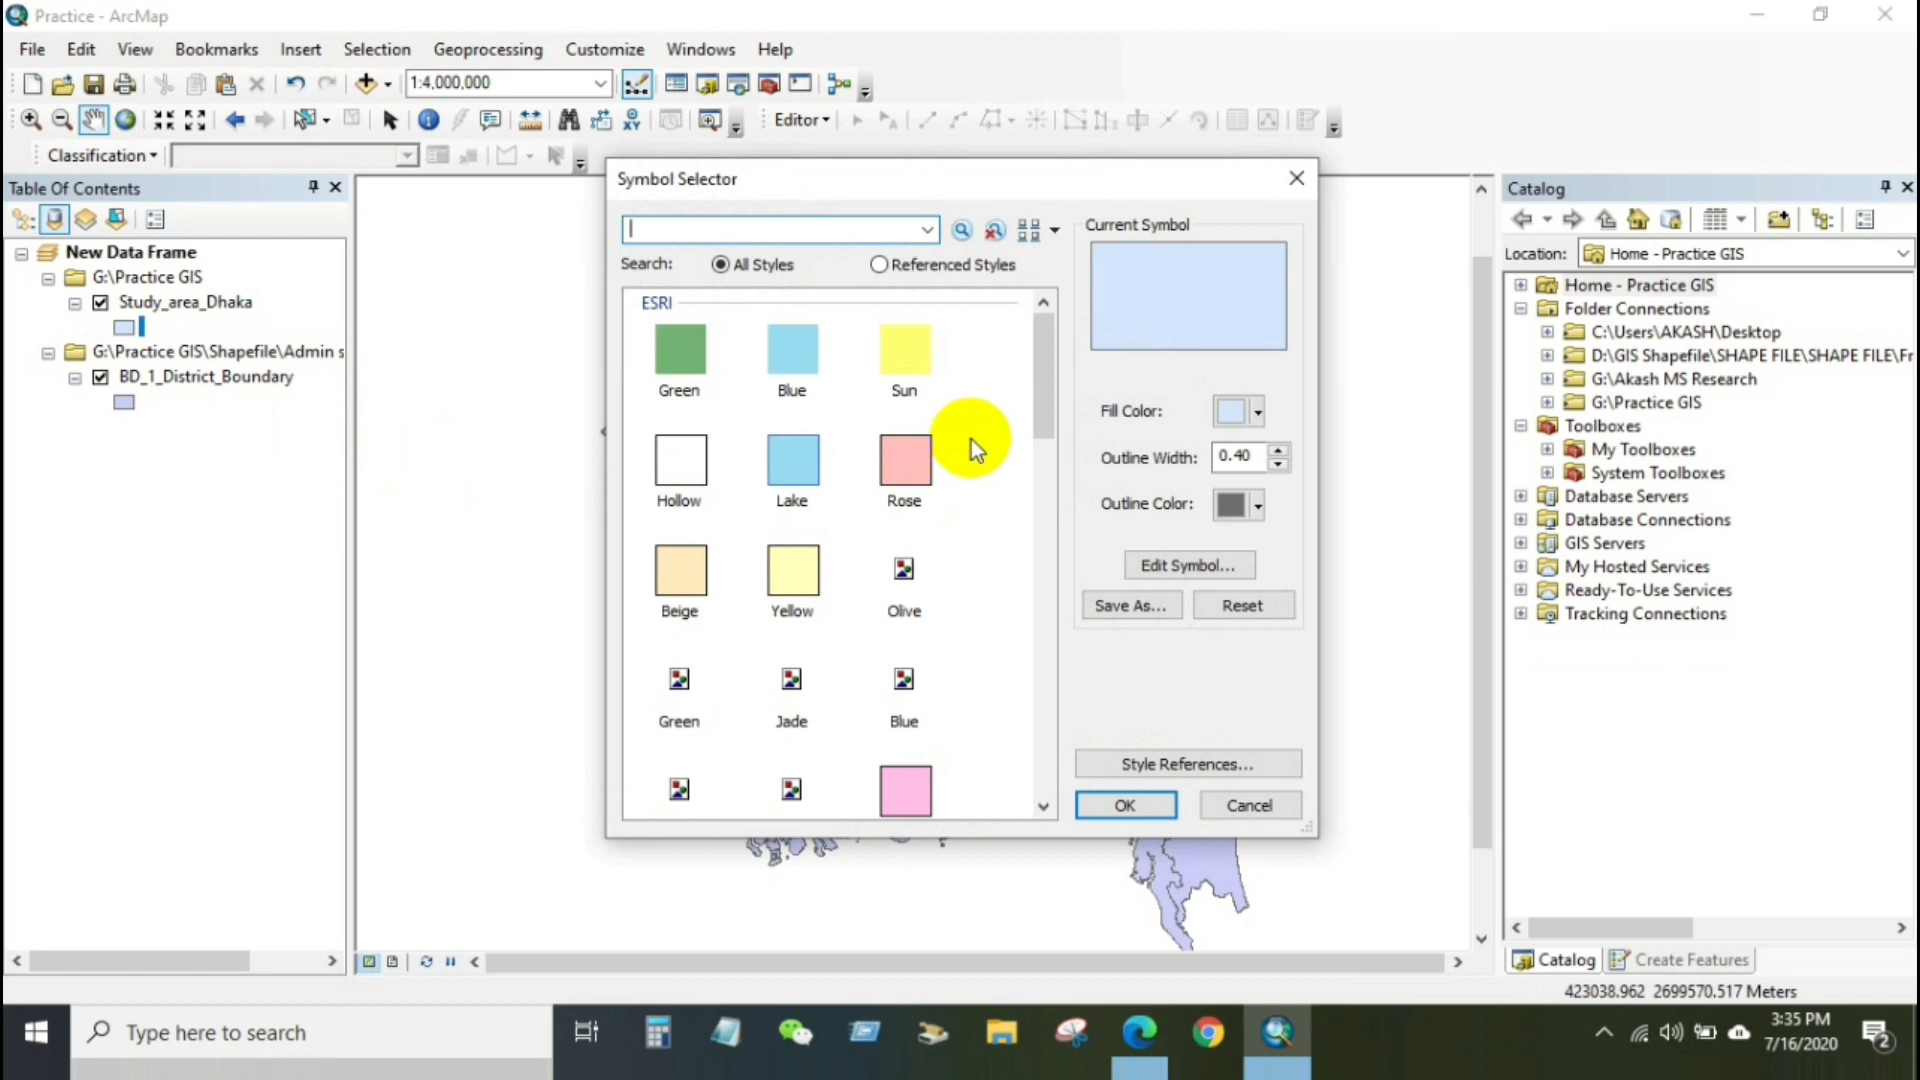 Practice - ArcMap
File Edit View Bookmarks Insert Selection Geoprocessing Customize Windows Help
1:4,000,000
Editor
Classification
Table Of Contents
New Data Frame
G:\Practice GIS
Study_area_Dhaka
G:\Practice GIS\Shapefile\Admin s
BD_1_District_Boundary
Symbol Selector
Search: All Styles Referenced Styles
ESRI
Green Blue Sun
Hollow Lake Rose
Beige Yellow Olive
Green Jade Blue
Current Symbol
Fill Color:
Outline Width: 0.40
Outline Color:
Edit Symbol...
Save As... Reset
Style References...
OK Cancel
Catalog
Location: Home - Practice GIS
Home - Practice GIS
Folder Connections
C:\Users\AKASH\Desktop
D:\GIS Shapefile\SHAPE FILE\SHAPE FILE\Fr
G:\Akash MS Research
G:\Practice GIS
Toolboxes
My Toolboxes
System Toolboxes
Database Servers
Database Connections
GIS Servers
My Hosted Services
Ready-To-Use Services
Tracking Connections
Catalog Create Features
423038.962 2699570.517 Meters
Type here to search
3:35 PM
7/16/2020
2